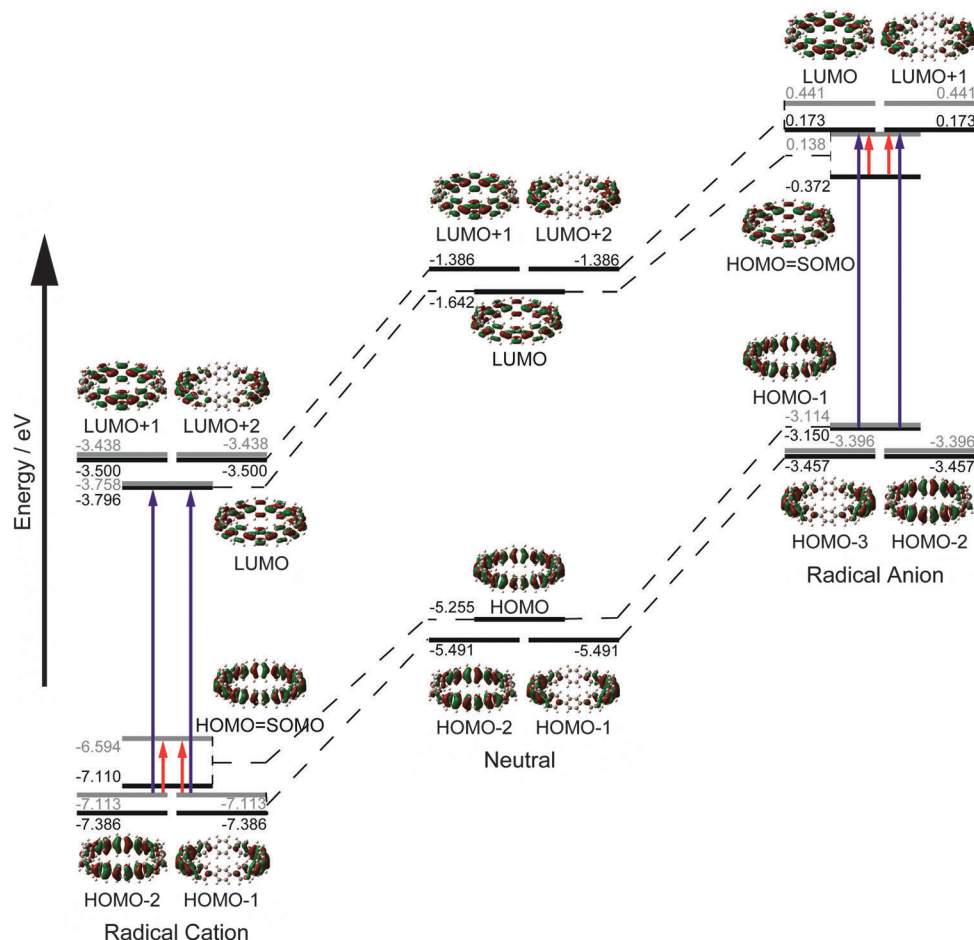 LUMO LUMO+1
0.441 0.441
0.173 0.173
0.138
-0.372
HOMO=SOMO
HOMO-1
-3.114
-3.150
-3.396 -3.396
-3.457 -3.457
HOMO-3 HOMO-2
Radical Anion
LUMO+1 LUMO+2
-1.386 -1.386
-1.642
LUMO
HOMO
-5.255
-5.491 -5.491
HOMO-2 HOMO-1
Neutral
Energy / eV
LUMO+1 LUMO+2
-3.438 -3.438
-3.500 -3.500
-3.758
-3.796
LUMO
HOMO=SOMO
-6.594
-7.110
-7.113 -7.113
-7.386 -7.386
HOMO-2 HOMO-1
Radical Cation